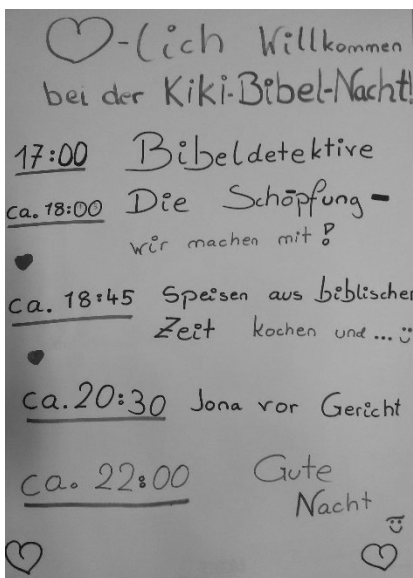 ♡-lich Willkommen
bei der Kiki-Bibel-Nacht!
17:00 Bibeldetektive
ca. 18:00 Die Schöpfung -
wir machen mit!
ca. 18:45 Speisen aus biblischer
Zeit kochen und ... ü
ca. 20:30 Jona vor Gericht
ca. 22:00 Gute
Nacht